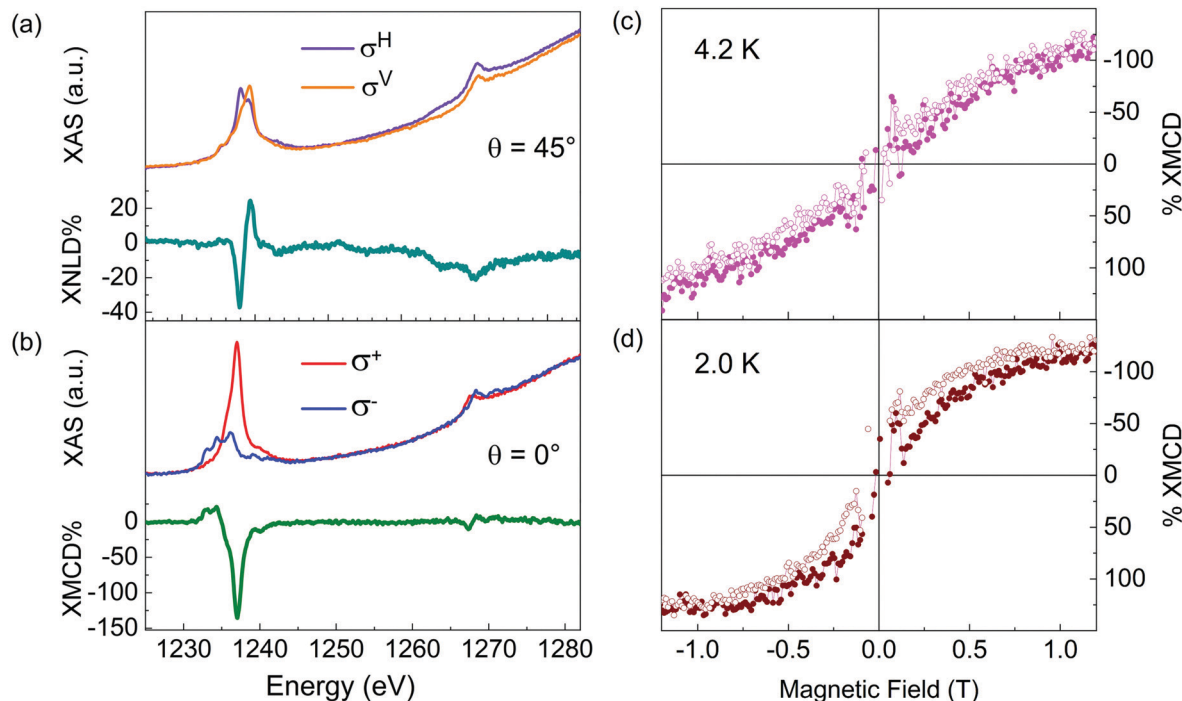 (a)
σH
σV
XAS (a.u.)
θ = 45°
20
0
-20
-40
XNLD%
(b)
σ+
σ-
XAS (a.u.)
θ = 0°
0
-50
-100
-150
XMCD%
1230 1240 1250 1260 1270 1280
Energy (eV)
(c)
4.2 K
-100
-50
0
50
100
% XMCD
(d)
2.0 K
-100
-50
0
50
100
% XMCD
-1.0 -0.5 0.0 0.5 1.0
Magnetic Field (T)